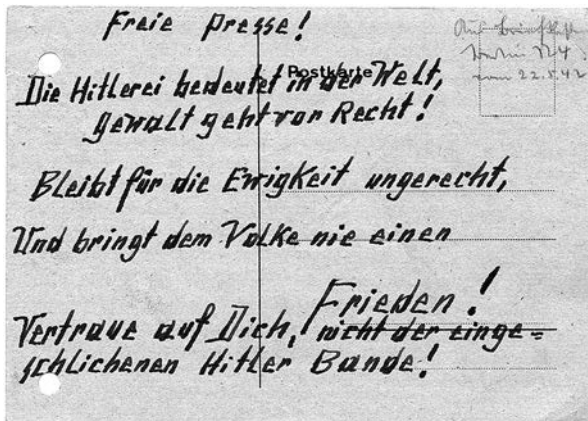 Freie Presse!
Postkarte
Die Hitlerei bedeutet in der Welt,
gewalt geht vor Recht!
Bleibt für die Ewigkeit ungerecht,
Und bringt dem Volke nie einen
Frieden!
Vertraue auf Dich, nicht der einge=
schlichenen Hitler Bande!
vom 22.5.42